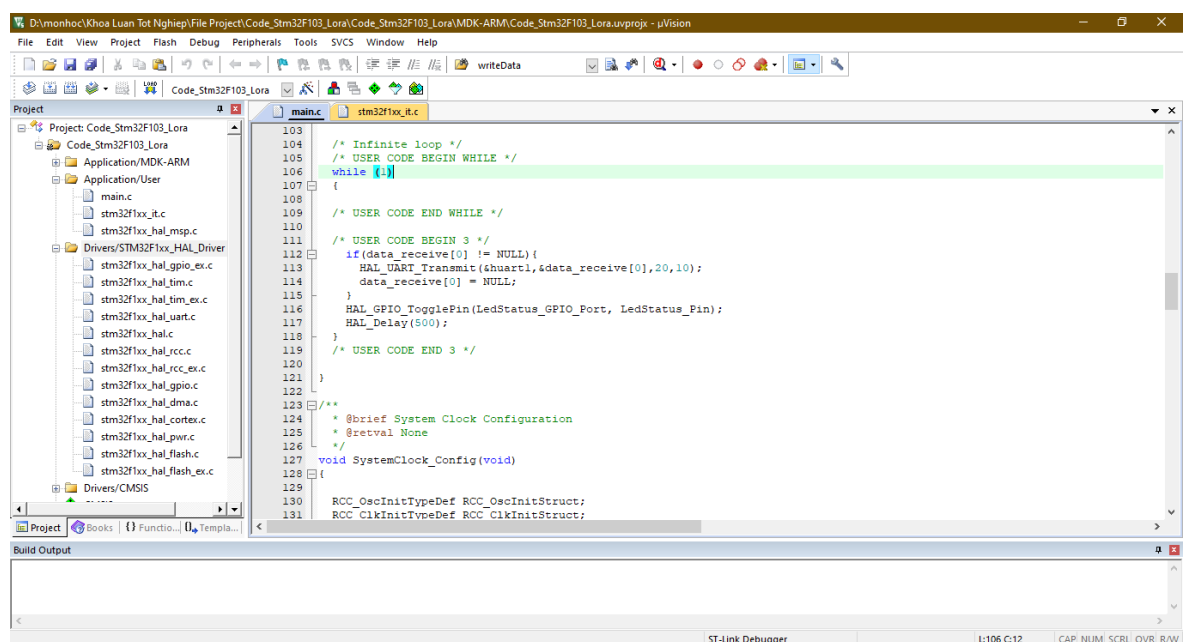 D:\monhoc\Khoa Luan Tot Nghiep\File Project\Code_Stm32F103_Lora\Code_Stm32F103_Lora\MDK-ARM\Code_Stm32F103_Lora.uvprojx - µVision
File Edit View Project Flash Debug Peripherals Tools SVCS Window Help
writeData
LOAD Code_Stm32F103_Lora
Project
Project: Code_Stm32F103_Lora
Code_Stm32F103_Lora
Application/MDK-ARM
Application/User
main.c
stm32f1xx_it.c
stm32f1xx_hal_msp.c
Drivers/STM32F1xx_HAL_Driver
stm32f1xx_hal_gpio_ex.c
stm32f1xx_hal_tim.c
stm32f1xx_hal_tim_ex.c
stm32f1xx_hal_uart.c
stm32f1xx_hal.c
stm32f1xx_hal_rcc.c
stm32f1xx_hal_rcc_ex.c
stm32f1xx_hal_gpio.c
stm32f1xx_hal_dma.c
stm32f1xx_hal_cortex.c
stm32f1xx_hal_pwr.c
stm32f1xx_hal_flash.c
stm32f1xx_hal_flash_ex.c
Drivers/CMSIS
Project Books {} Functio... 0 Templa...
main.c stm32f1xx_it.c
103
104 /* Infinite loop */
105 /* USER CODE BEGIN WHILE */
106 while (1)
107 {
108
109 /* USER CODE END WHILE */
110
111 /* USER CODE BEGIN 3 */
112 if(data_receive[0] != NULL){
113 HAL_UART_Transmit(&huart1,&data_receive[0],20,10);
114 data_receive[0] = NULL;
115 }
116 HAL_GPIO_TogglePin(LedStatus_GPIO_Port, LedStatus_Pin);
117 HAL_Delay(500);
118 }
119 /* USER CODE END 3 */
120
121 }
122
123 /**
124 * @brief System Clock Configuration
125 * @retval None
126 */
127 void SystemClock_Config(void)
128 {
129
130 RCC_OscInitTypeDef RCC_OscInitStruct;
131 RCC_ClkInitTypeDef RCC_ClkInitStruct;
Build Output
ST-Link Debugger L:106 C:12 CAP NUM SCRL OVR R/W